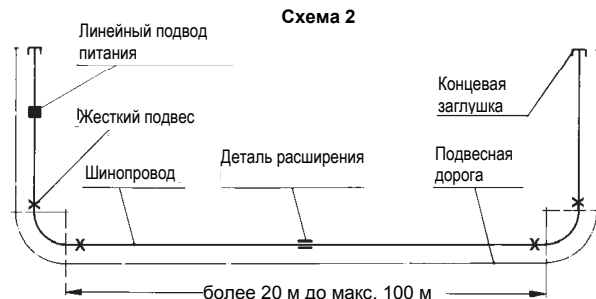 Схема 2
Линейный подвод
питания
Жесткий подвес
Шинопровод
Деталь расширения
Подвесная
дорога
Концевая
заглушка
более 20 м до макс. 100 м